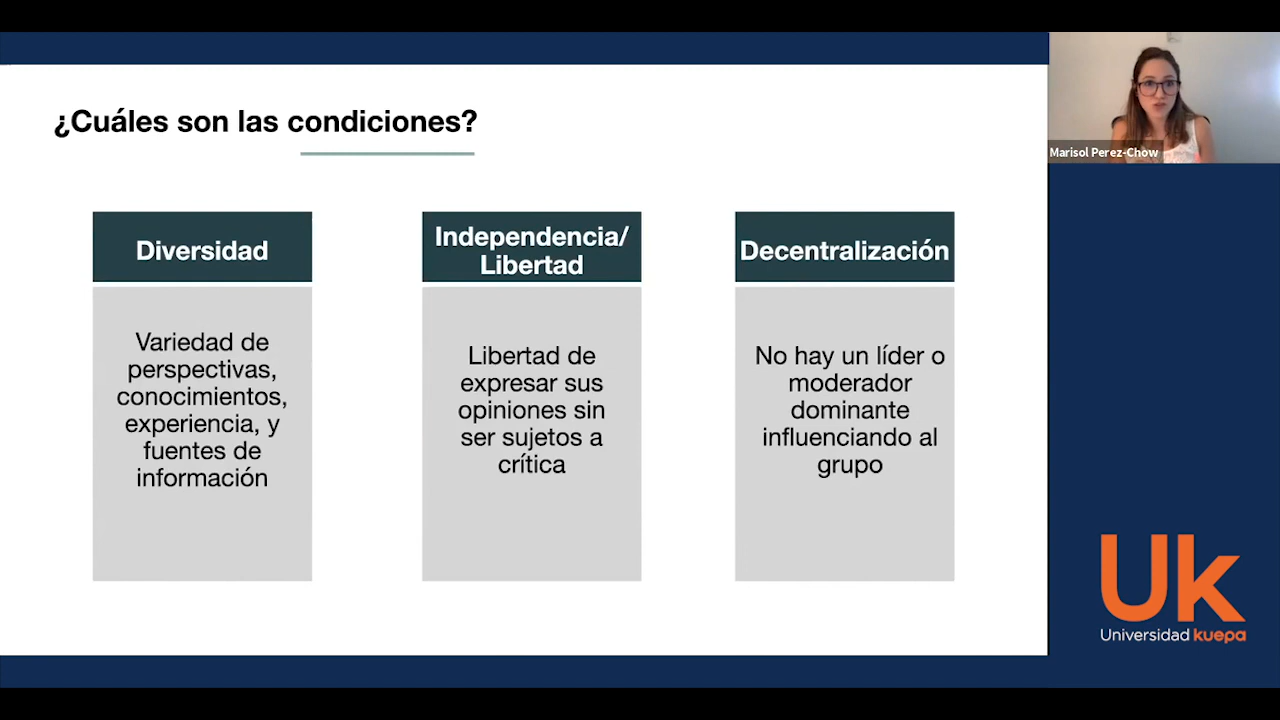 ¿Cuáles son las condiciones?
Diversidad
Variedad de
perspectivas,
conocimientos,
experiencia, y
fuentes de
información
Independencia/
Libertad
Libertad de
expresar sus
opiniones sin
ser sujetos a
crítica
Decentralización
No hay un líder o
moderador
dominante
influenciando al
grupo
Marisol Perez-Chow
Uk
Universidad kuepa